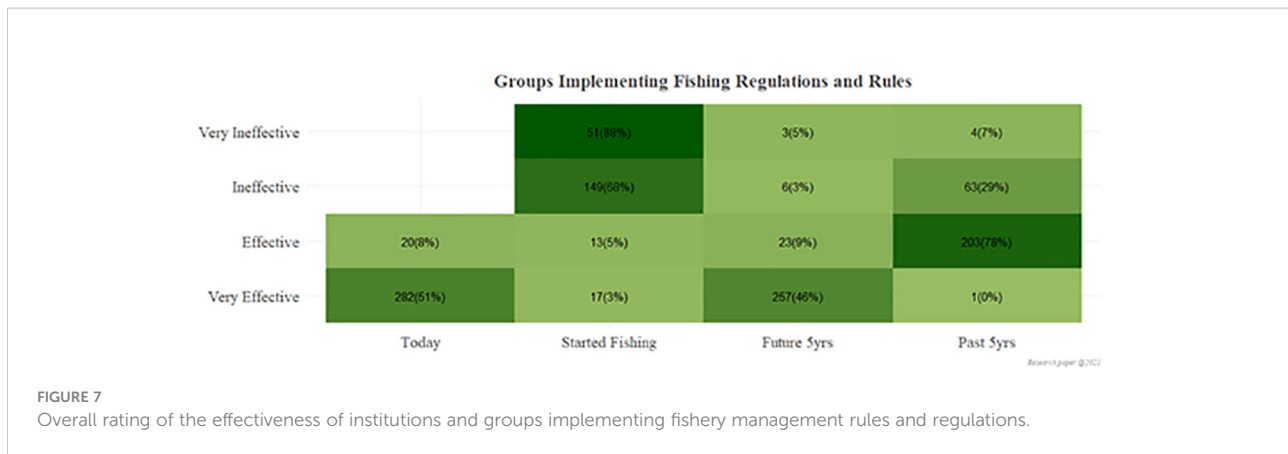 Groups Implementing Fishing Regulations and Rules
Very Ineffective 51(88%) 3(5%) 4(7%)
Ineffective 149(68%) 6(3%) 63(29%)
Effective 20(8%) 13(5%) 23(9%) 203(78%)
Very Effective 282(51%) 17(3%) 257(46%) 1(0%)
Today Started Fishing Future 5yrs Past 5yrs
Research paper @2022
FIGURE 7
Overall rating of the effectiveness of institutions and groups implementing fishery management rules and regulations.